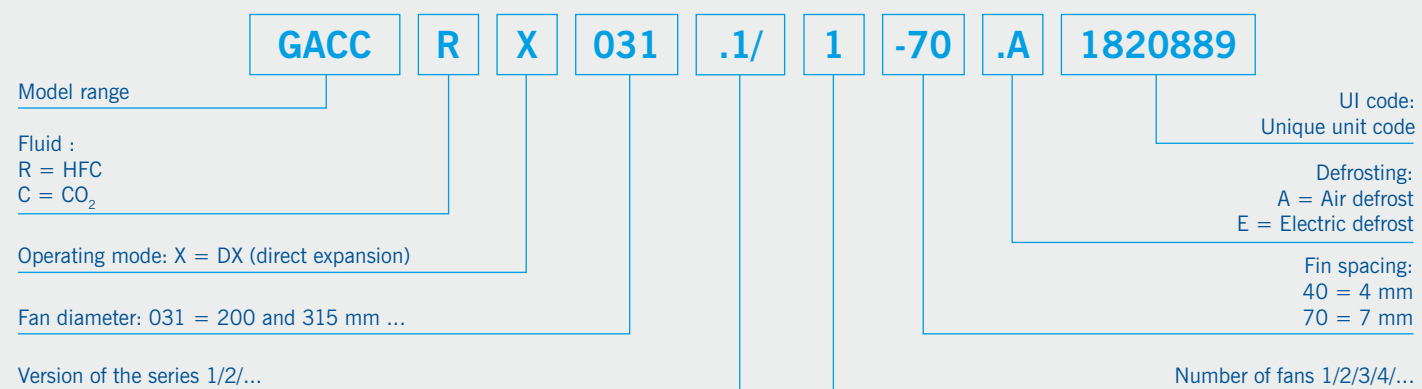 GACC R X 031 .1/ 1 -70 .A 1820889
Model range
Fluid :
R = HFC
C = CO₂
Operating mode: X = DX (direct expansion)
Fan diameter: 031 = 200 and 315 mm ...
Version of the series 1/2/...
UI code:
Unique unit code
Defrosting:
A = Air defrost
E = Electric defrost
Fin spacing:
40 = 4 mm
70 = 7 mm
Number of fans 1/2/3/4/...